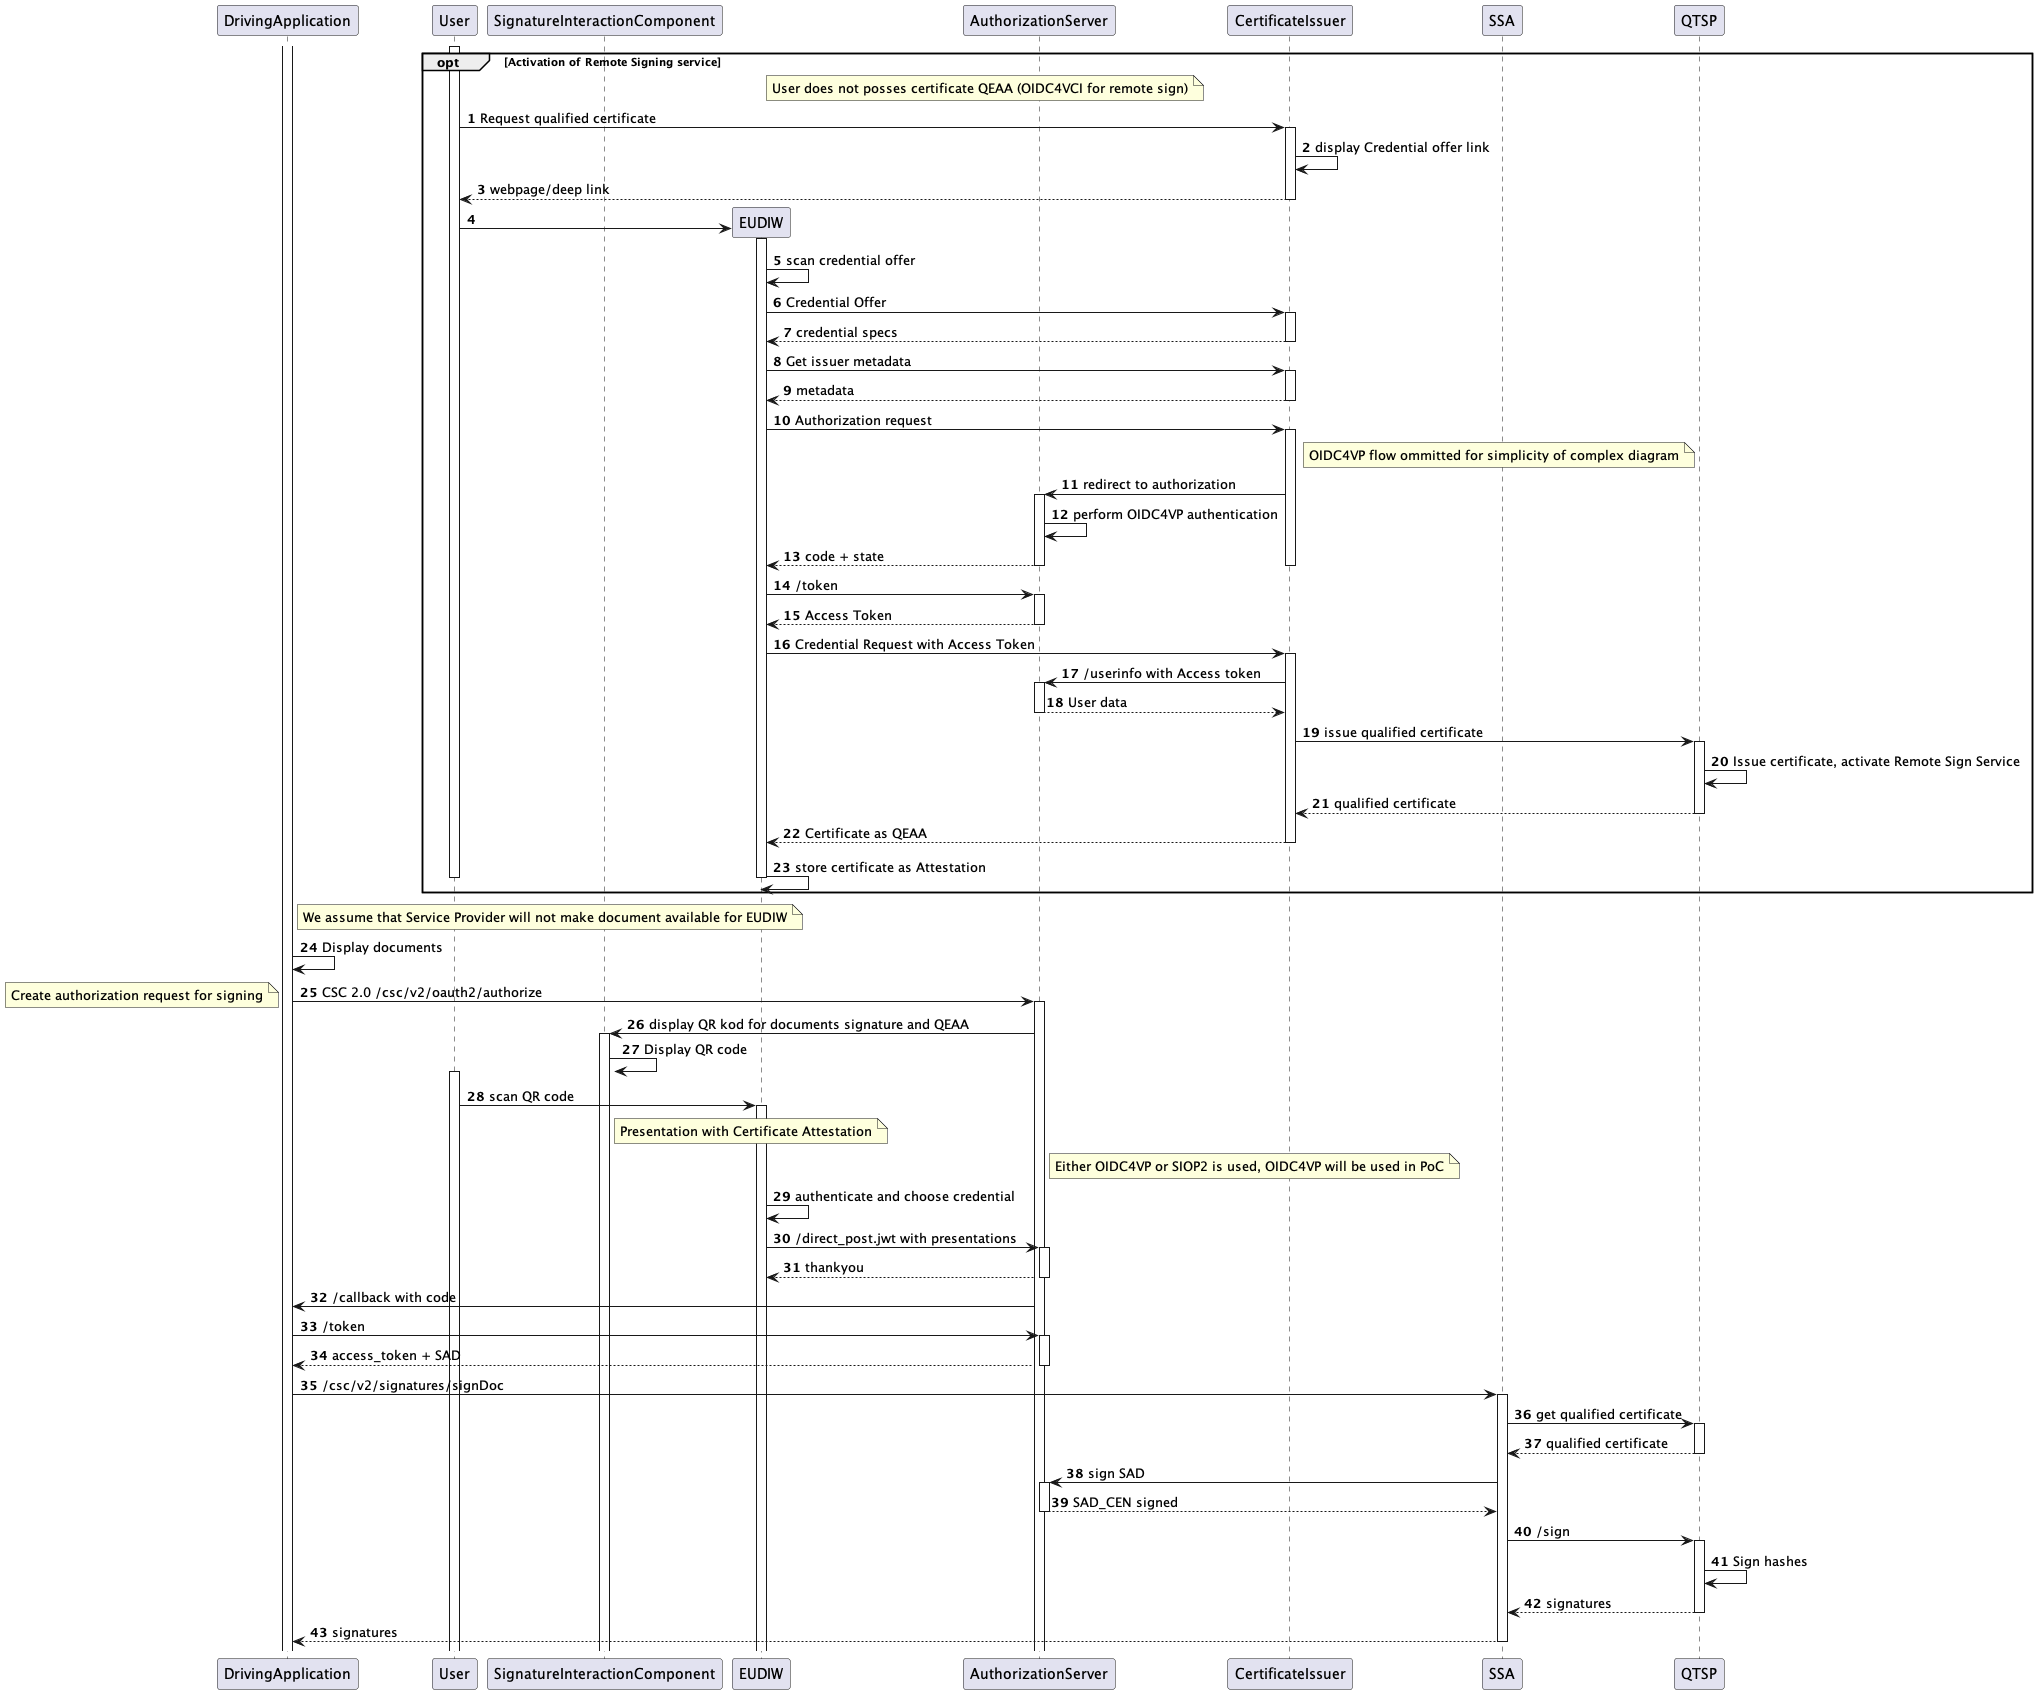 DrivingApplication
User
SignatureInteractionComponent
AuthorizationServer
CertificateIssuer
SSA
QTSP
opt
[Activation of Remote Signing service]
User does not posses certificate QEAA (OIDC4VCI for remote sign)
1 Request qualified certificate
2 display Credential offer link
3 webpage/deep link
4
EUDIW
5 scan credential offer
6 Credential Offer
7 credential specs
8 Get issuer metadata
9 metadata
10 Authorization request
OIDC4VP flow ommitted for simplicity of complex diagram
11 redirect to authorization
12 perform OIDC4VP authentication
13 code + state
14 /token
15 Access Token
16 Credential Request with Access Token
17 /userinfo with Access token
18 User data
19 issue qualified certificate
20 Issue certificate, activate Remote Sign Service
21 qualified certificate
22 Certificate as QEAA
23 store certificate as Attestation
We assume that Service Provider will not make document available for EUDIW
24 Display documents
Create authorization request for signing
25 CSC 2.0 /csc/v2/oauth2/authorize
26 display QR kod for documents signature and QEAA
27 Display QR code
28 scan QR code
Presentation with Certificate Attestation
Either OIDC4VP or SIOP2 is used, OIDC4VP will be used in PoC
29 authenticate and choose credential
30 /direct_post.jwt with presentations
31 thankyou
32 /callback with code
33 /token
34 access_token + SAD
35 /csc/v2/signatures/signDoc
36 get qualified certificate
37 qualified certificate
38 sign SAD
39 SAD_CEN signed
40 /sign
41 Sign hashes
42 signatures
43 signatures
DrivingApplication
User
SignatureInteractionComponent
EUDIW
AuthorizationServer
CertificateIssuer
SSA
QTSP